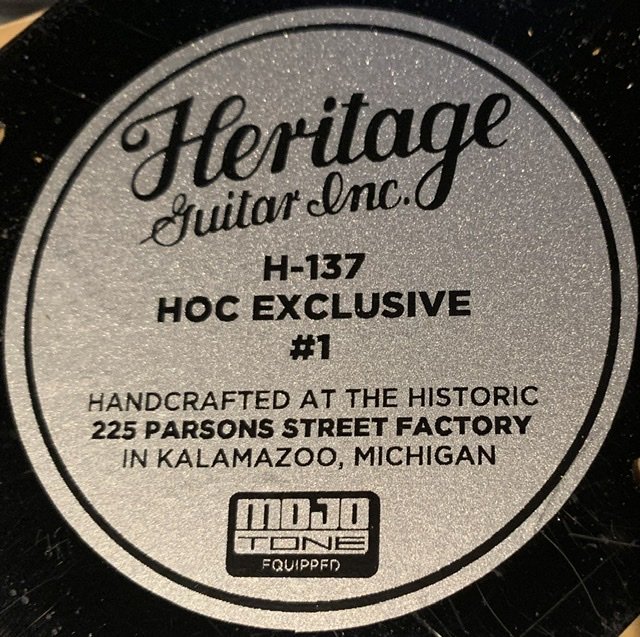 Heritage
Guitar Inc.
H-137
HOC EXCLUSIVE
#1
HANDCRAFTED AT THE HISTORIC
225 PARSONS STREET FACTORY
IN KALAMAZOO, MICHIGAN
MOJO
TONE
EQUIPPED